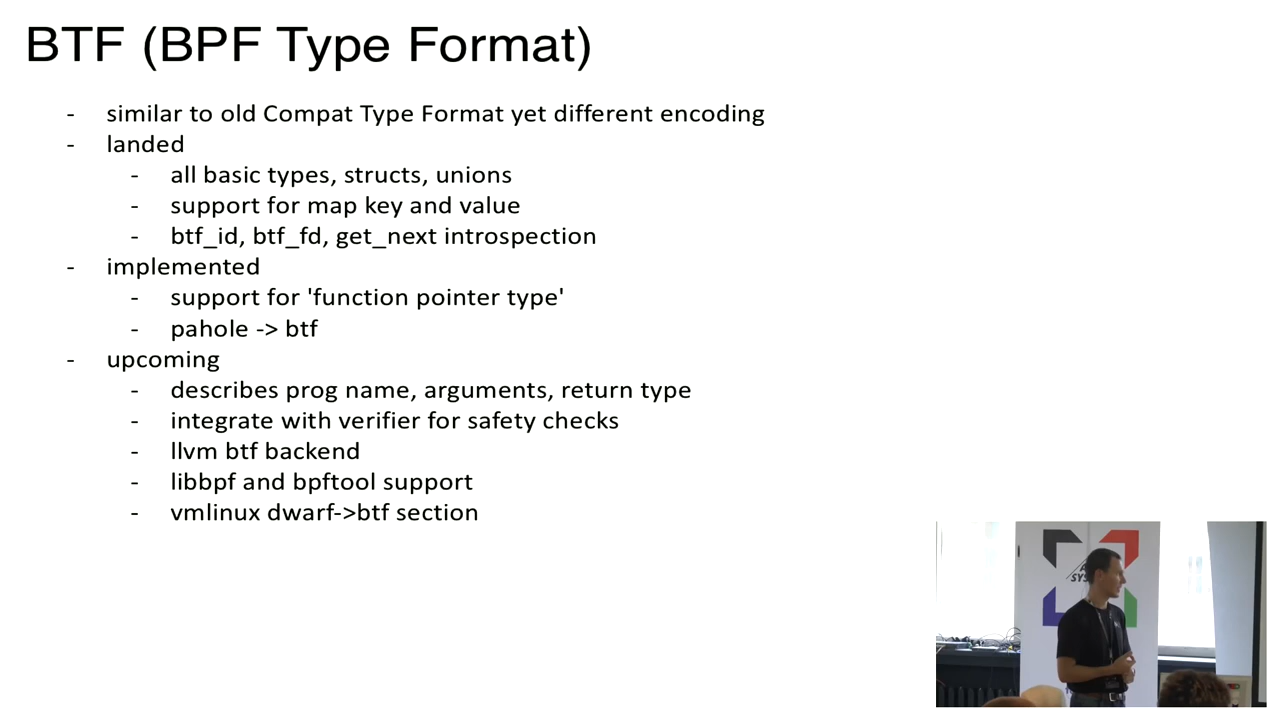 BTF (BPF Type Format)
- similar to old Compat Type Format yet different encoding
- landed
- all basic types, structs, unions
- support for map key and value
- btf_id, btf_fd, get_next introspection
- implemented
- support for 'function pointer type'
- pahole -> btf
- upcoming
- describes prog name, arguments, return type
- integrate with verifier for safety checks
- llvm btf backend
- libbpf and bpftool support
- vmlinux dwarf->btf section